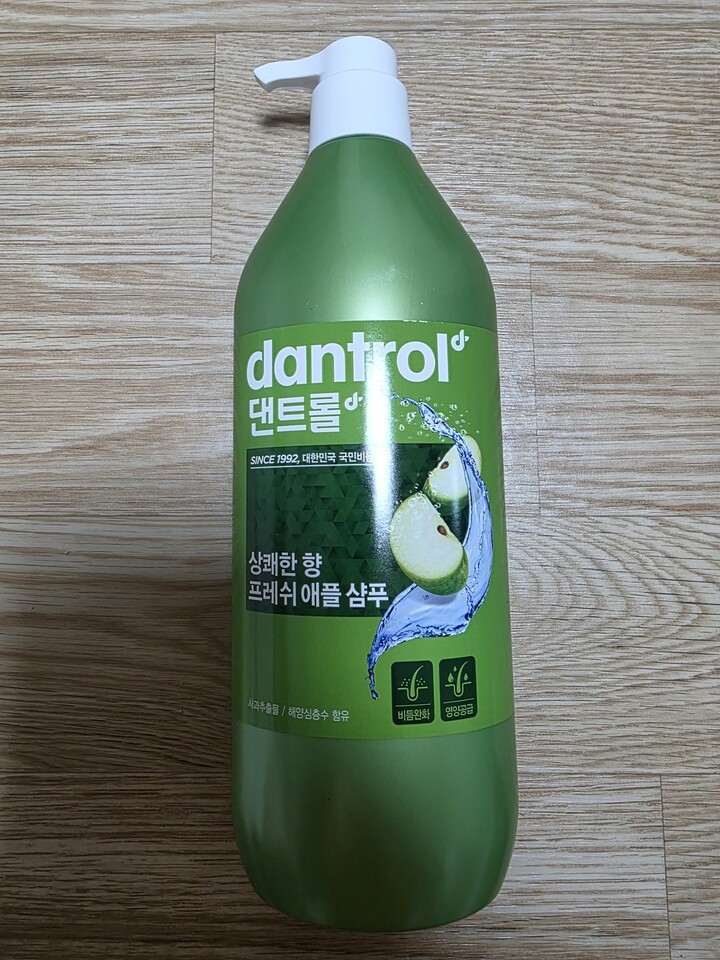 dantrol
댄트롤
SINCE 1992, 대한민국 국민비듬
상쾌한 향
프레쉬 애플 샴푸
사과추출물 / 해양심층수 함유
비듬완화
영양공급